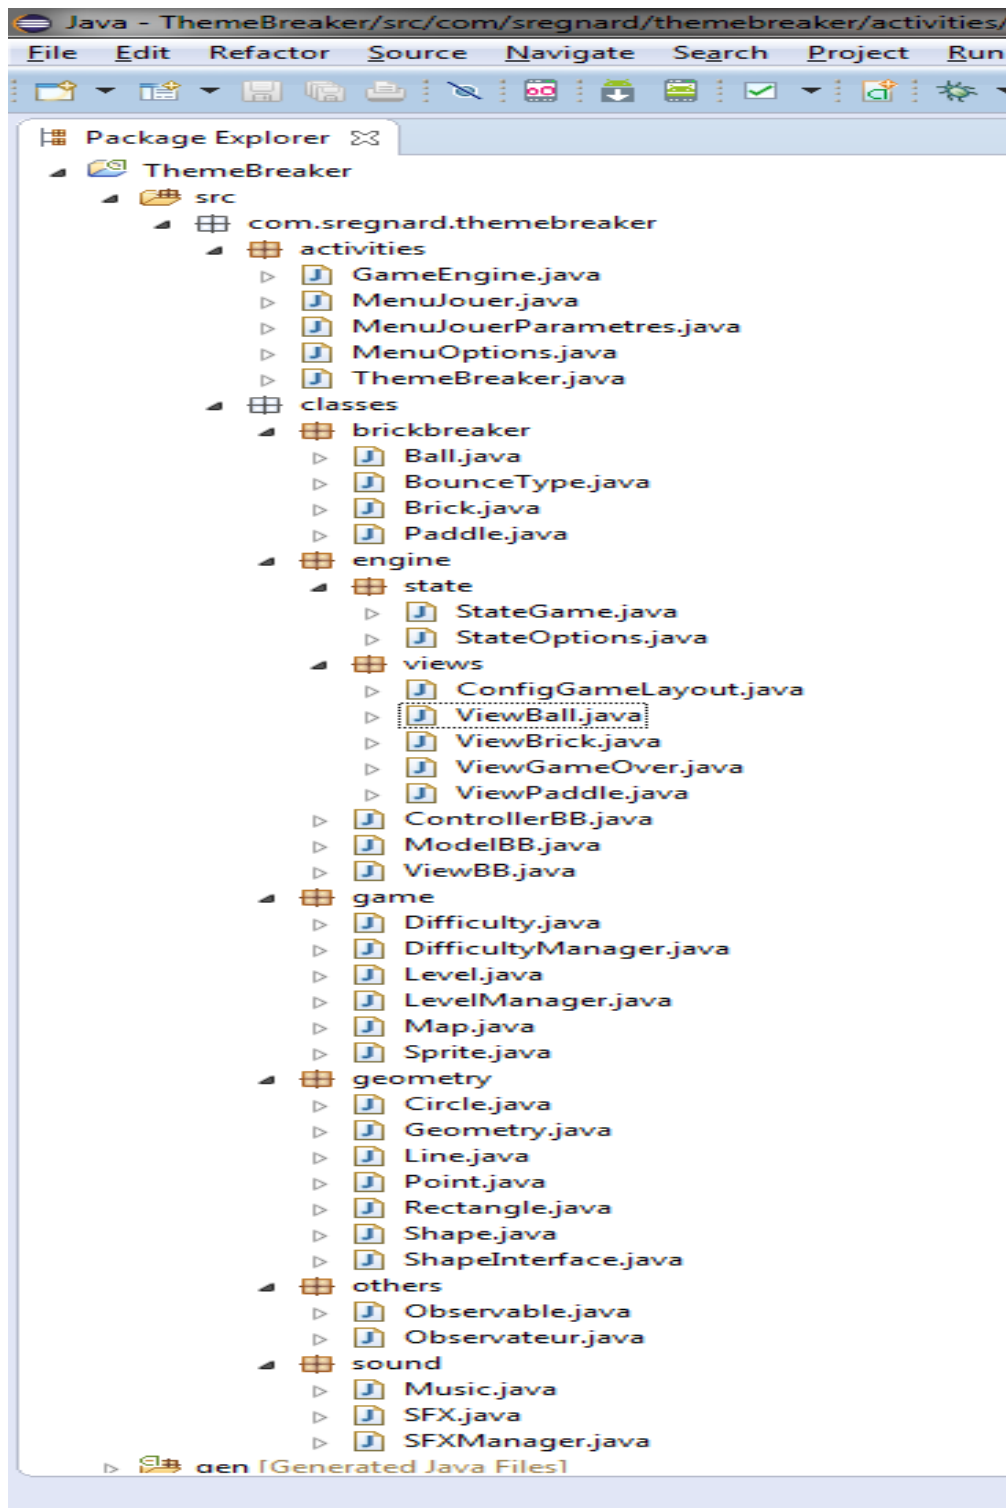 Java - ThemeBreaker/src/com/sregnard/themebreaker/activities/
File Edit Refactor Source Navigate Search Project Run
Package Explorer
ThemeBreaker
src
com.sregnard.themebreaker
activities
GameEngine.java
MenuJouer.java
MenuJouerParametres.java
MenuOptions.java
ThemeBreaker.java
classes
brickbreaker
Ball.java
BounceType.java
Brick.java
Paddle.java
engine
state
StateGame.java
StateOptions.java
views
ConfigGameLayout.java
ViewBall.java
ViewBrick.java
ViewGameOver.java
ViewPaddle.java
ControllerBB.java
ModelBB.java
ViewBB.java
game
Difficulty.java
DifficultyManager.java
Level.java
LevelManager.java
Map.java
Sprite.java
geometry
Circle.java
Geometry.java
Line.java
Point.java
Rectangle.java
Shape.java
ShapeInterface.java
others
Observable.java
Observateur.java
sound
Music.java
SFX.java
SFXManager.java
gen [Generated Java Files]